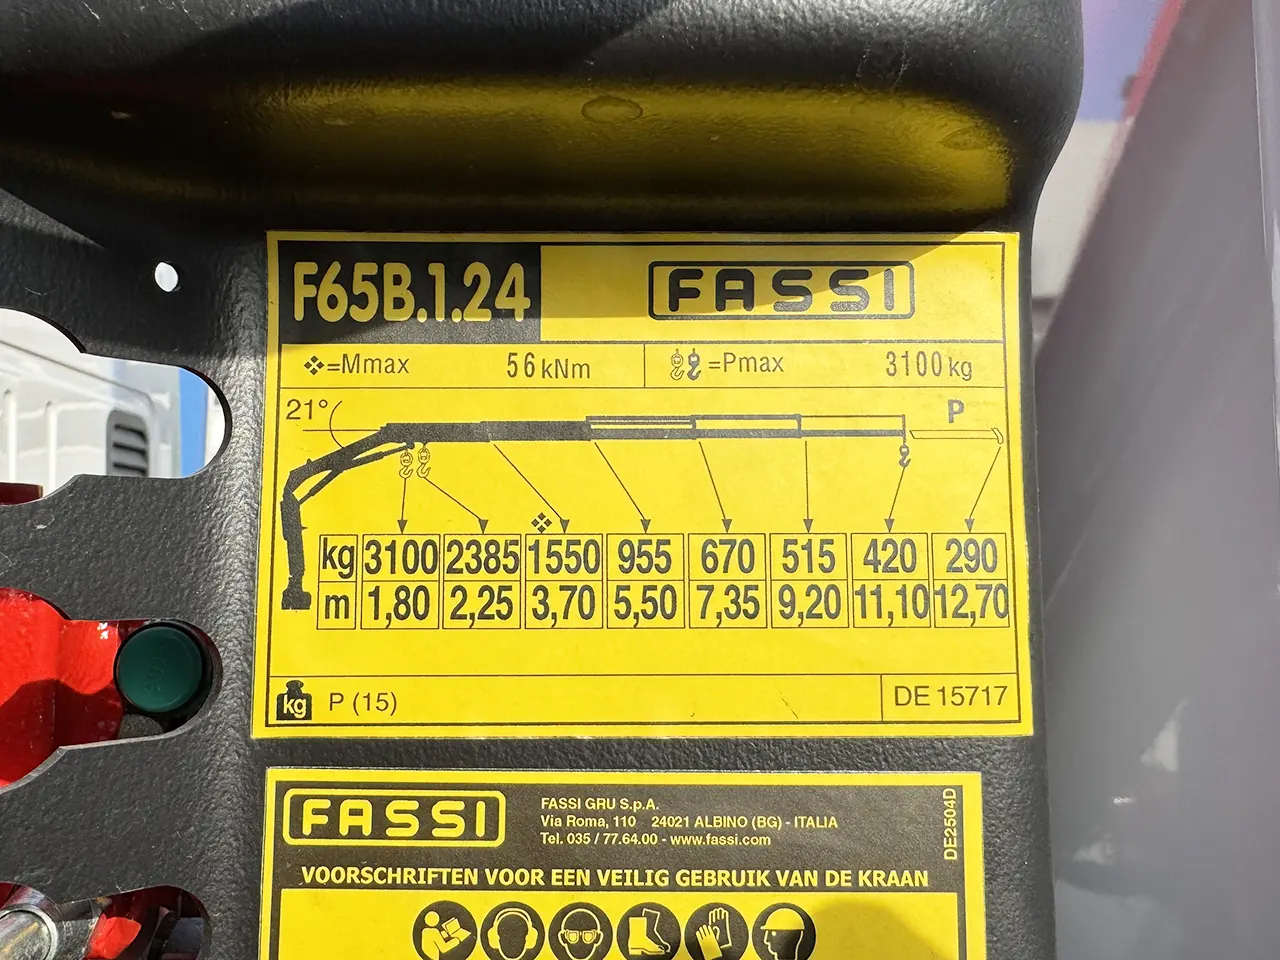 F65B.1.24 FASSI
=Mmax 56 kNm =Pmax 3100 kg
21° P
kg 3100 2385 1550 955 670 515 420 290
m 1,80 2,25 3,70 5,50 7,35 9,20 11,10 12,70
kg P (15) DE 15717
FASSI
FASSI GRU S.p.A.
Via Roma, 110 24021 ALBINO (BG) - ITALIA
Tel. 035 / 77.64.00 - www.fassi.com
DE2504D
VOORSCHRIFTEN VOOR EEN VEILIG GEBRUIK VAN DE KRAAN